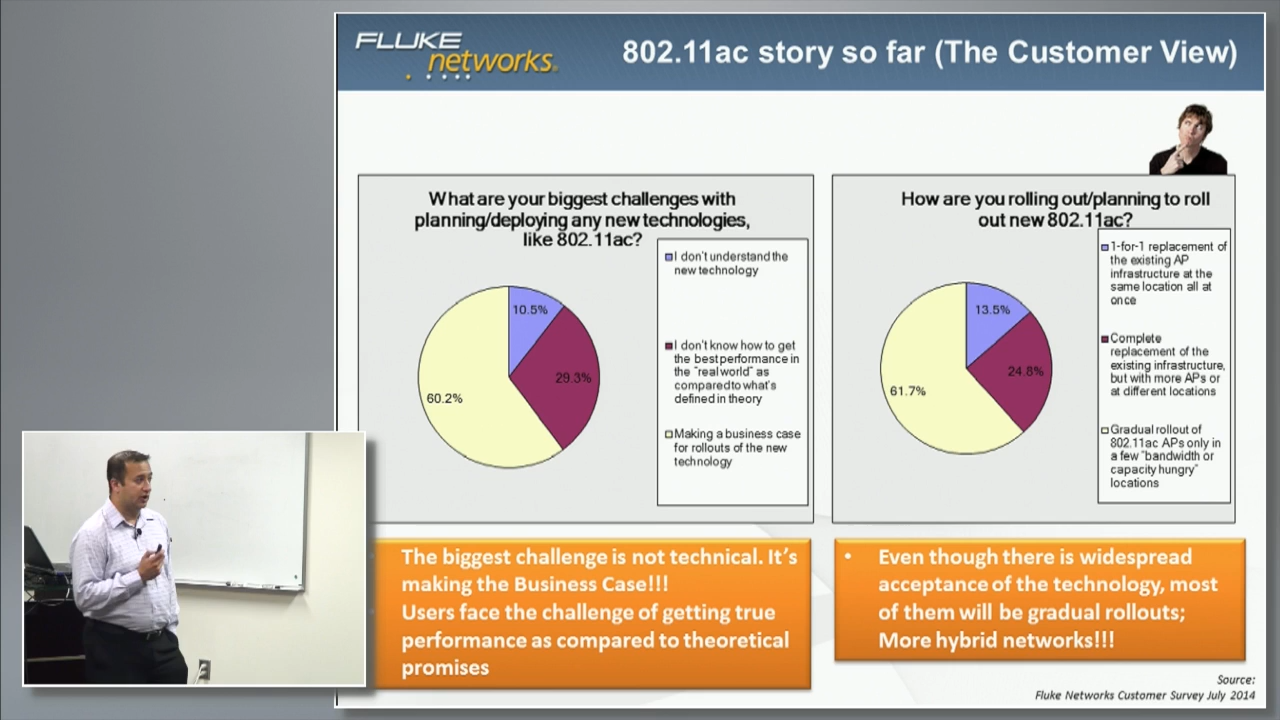 FLUKE
networks.
802.11ac story so far (The Customer View)
What are your biggest challenges with
planning/deploying any new technologies,
like 802.11ac?
10.5%
29.3%
60.2%
I don't understand the
new technology
I don't know how to get
the best performance in
the "real world" as
compared to what's
defined in theory
Making a business case
for rollouts of the new
technology
How are you rolling out/planning to roll
out new 802.11ac?
13.5%
24.8%
61.7%
1-for-1 replacement of
the existing AP
infrastructure at the
same location all at
once
Complete
replacement of the
existing infrastructure,
but with more APs or
at different locations
Gradual rollout of
802.11ac APs only in
a few "bandwidth or
capacity hungry"
locations
The biggest challenge is not technical. It's
making the Business Case!!!
Users face the challenge of getting true
performance as compared to theoretical
promises
• Even though there is widespread
acceptance of the technology, most
of them will be gradual rollouts;
More hybrid networks!!!
Source:
Fluke Networks Customer Survey July 2014